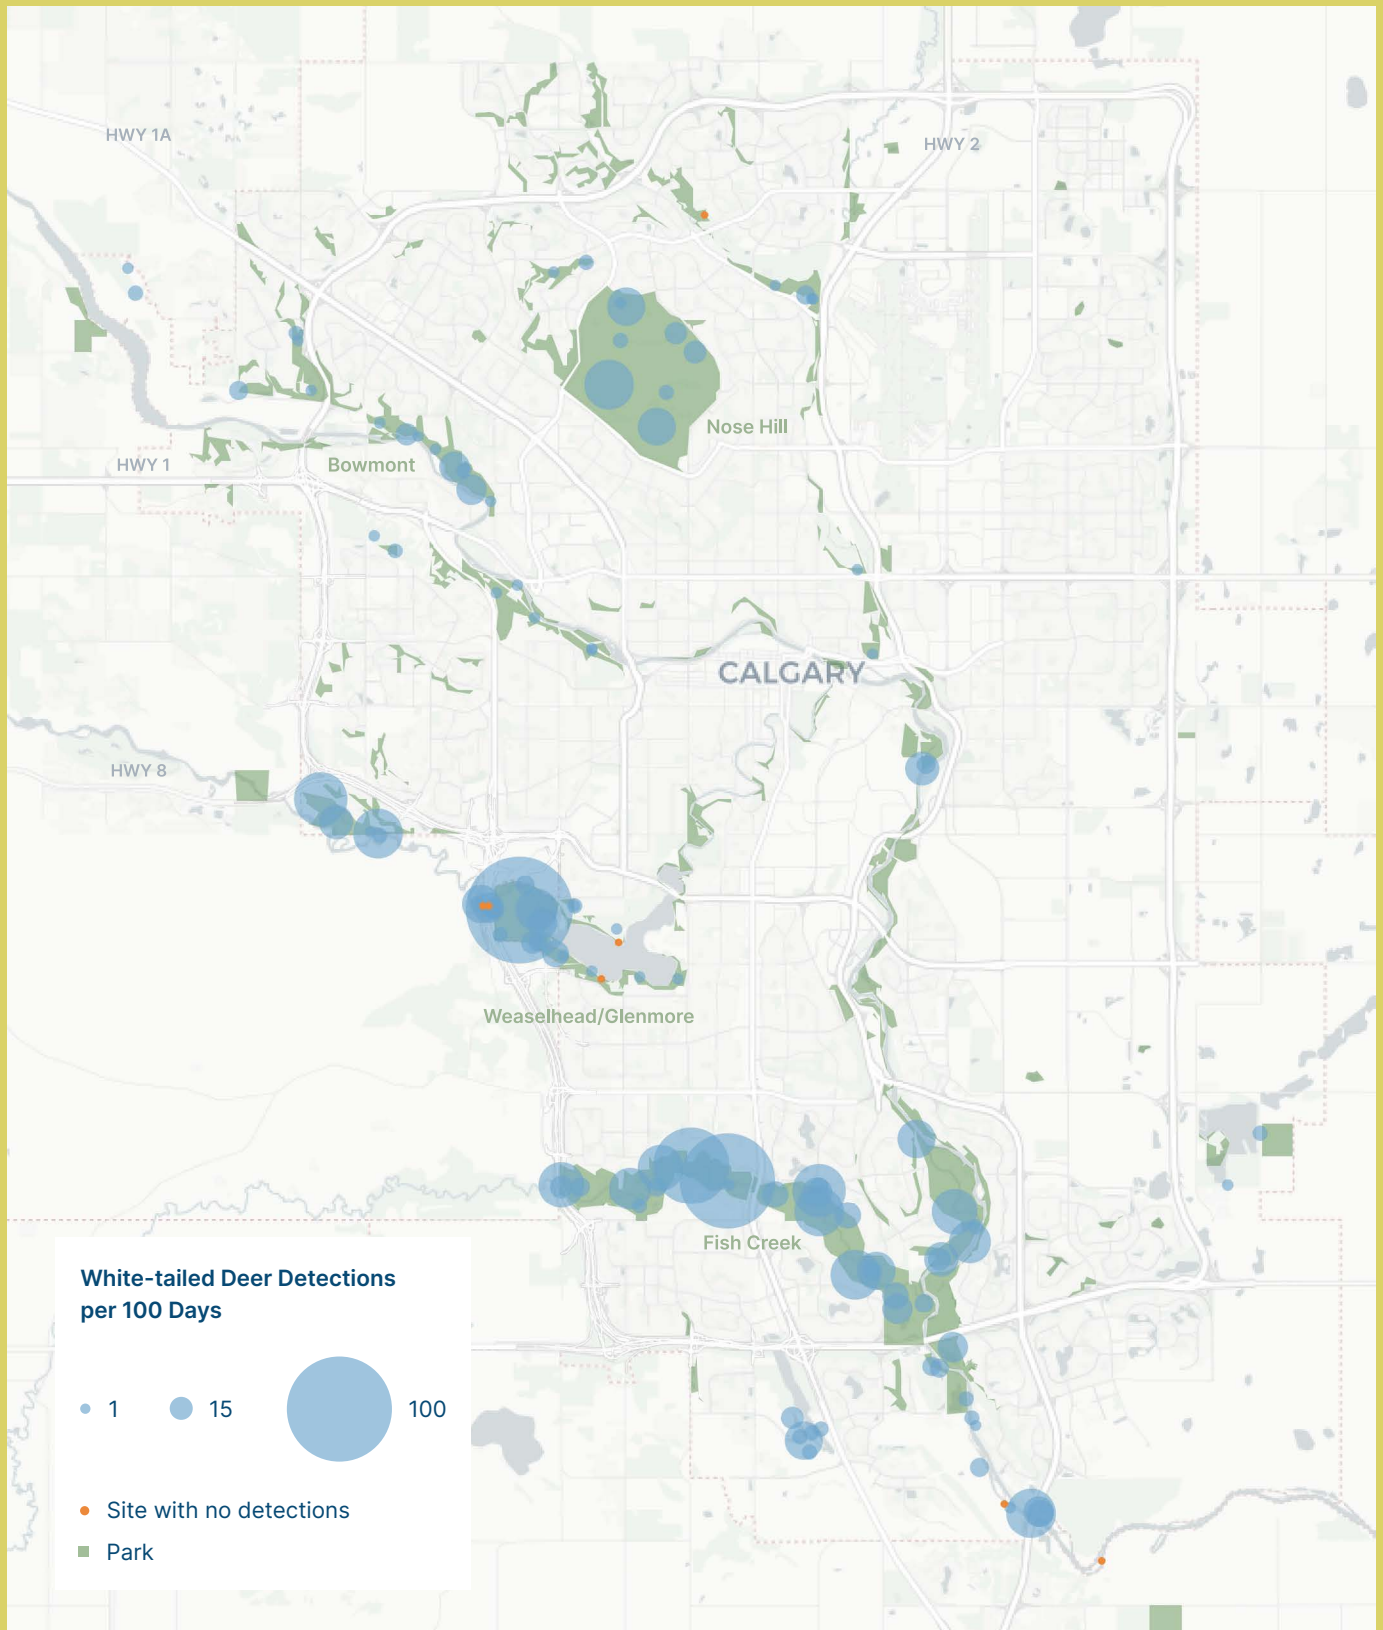 HWY 1A
HWY 2
Nose Hill
HWY 1
Bowmont
CALGARY
HWY 8
Weaselhead/Glenmore
Fish Creek
White-tailed Deer Detections
per 100 Days
1
15
100
Site with no detections
Park